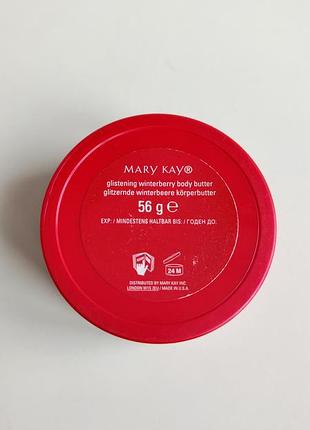 MARY KAY®
glistening winterberry body butter
glitzernde winterbeere körperbutter
56 g ℮
EXP: / MINDESTENS HALTBAR BIS: / ГОДЕН ДО:
24 M
DISTRIBUTED BY MARY KAY INC.
LONDON W1S 2EU / MADE IN U.S.A.